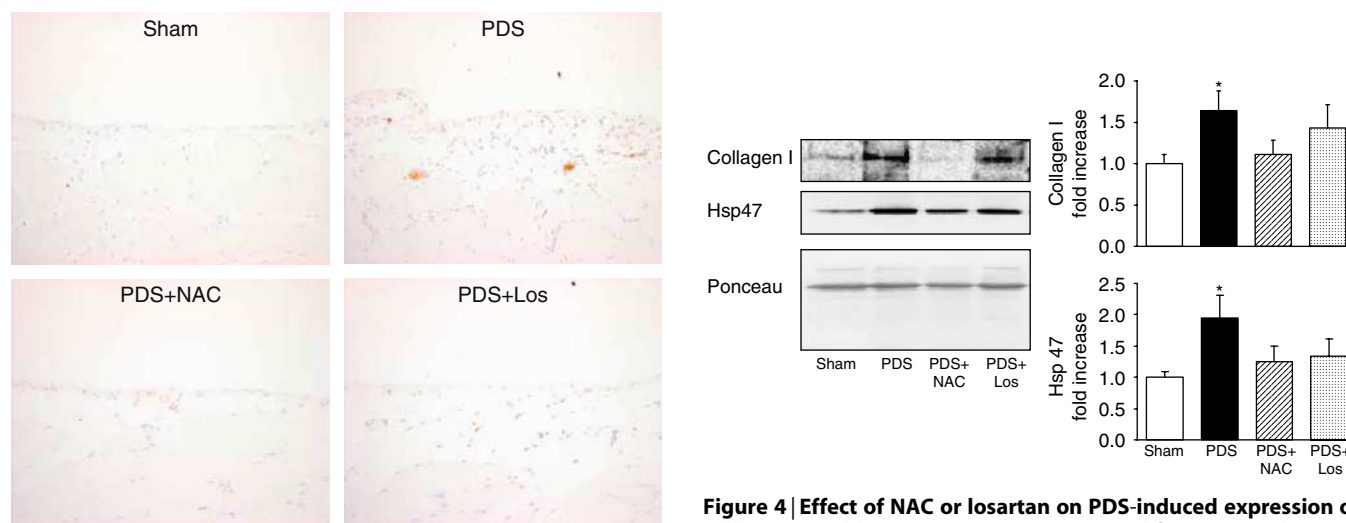 Sham
PDS
PDS+NAC
PDS+Los
Collagen I
Hsp47
Ponceau
Sham
PDS
PDS+
NAC
PDS+
Los
Collagen I
fold increase
2.0
1.5
1.0
0.5
0.0
*
Hsp 47
fold increase
2.5
2.0
1.5
1.0
0.5
0.0
*
Sham
PDS
PDS+
NAC
PDS+
Los
Figure 4 | Effect of NAC or losartan on PDS-induced expression